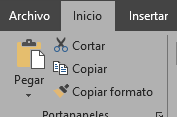 Archivo Inicio Insertar
Cortar
Copiar
Pegar
Copiar formato
Portapapeles